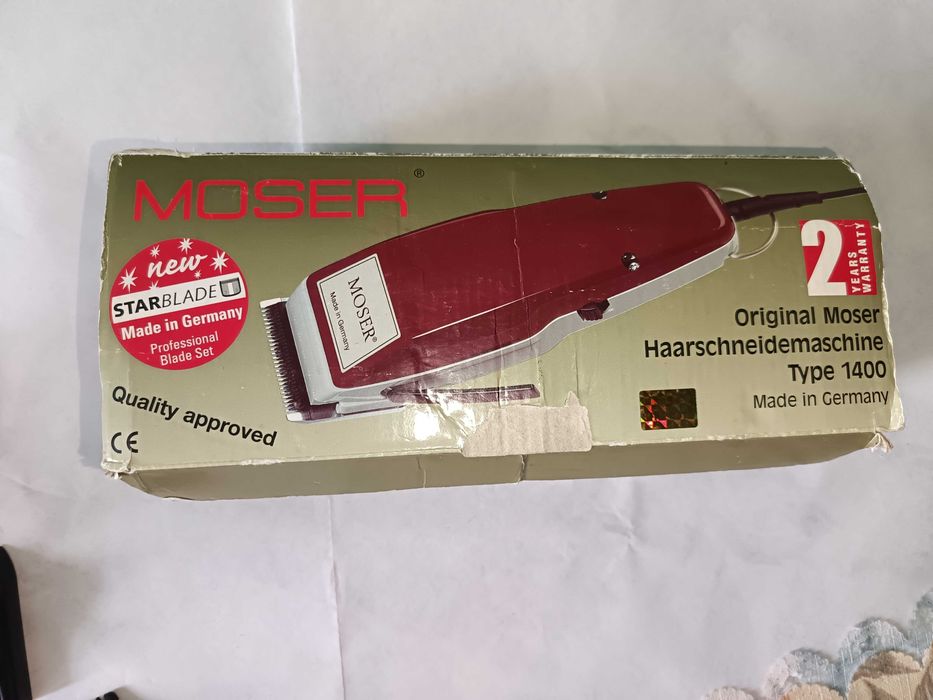 MOSER®
new
STARBLADE
Made in Germany
Professional
Blade Set
Quality approved
CE
MOSER®
Made in Germany
2
YEARS
WARRANTY
Original Moser
Haarschneidemaschine
Type 1400
Made in Germany